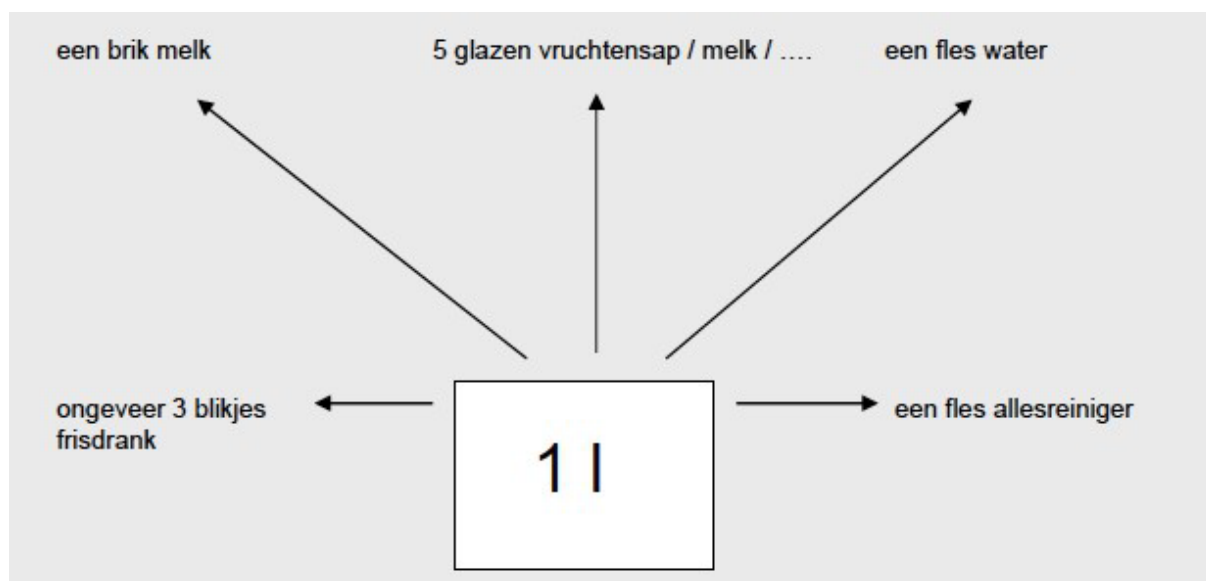 een brik melk
5 glazen vruchtensap / melk / ....
een fles water
ongeveer 3 blikjes
frisdrank
1 l
een fles allesreiniger